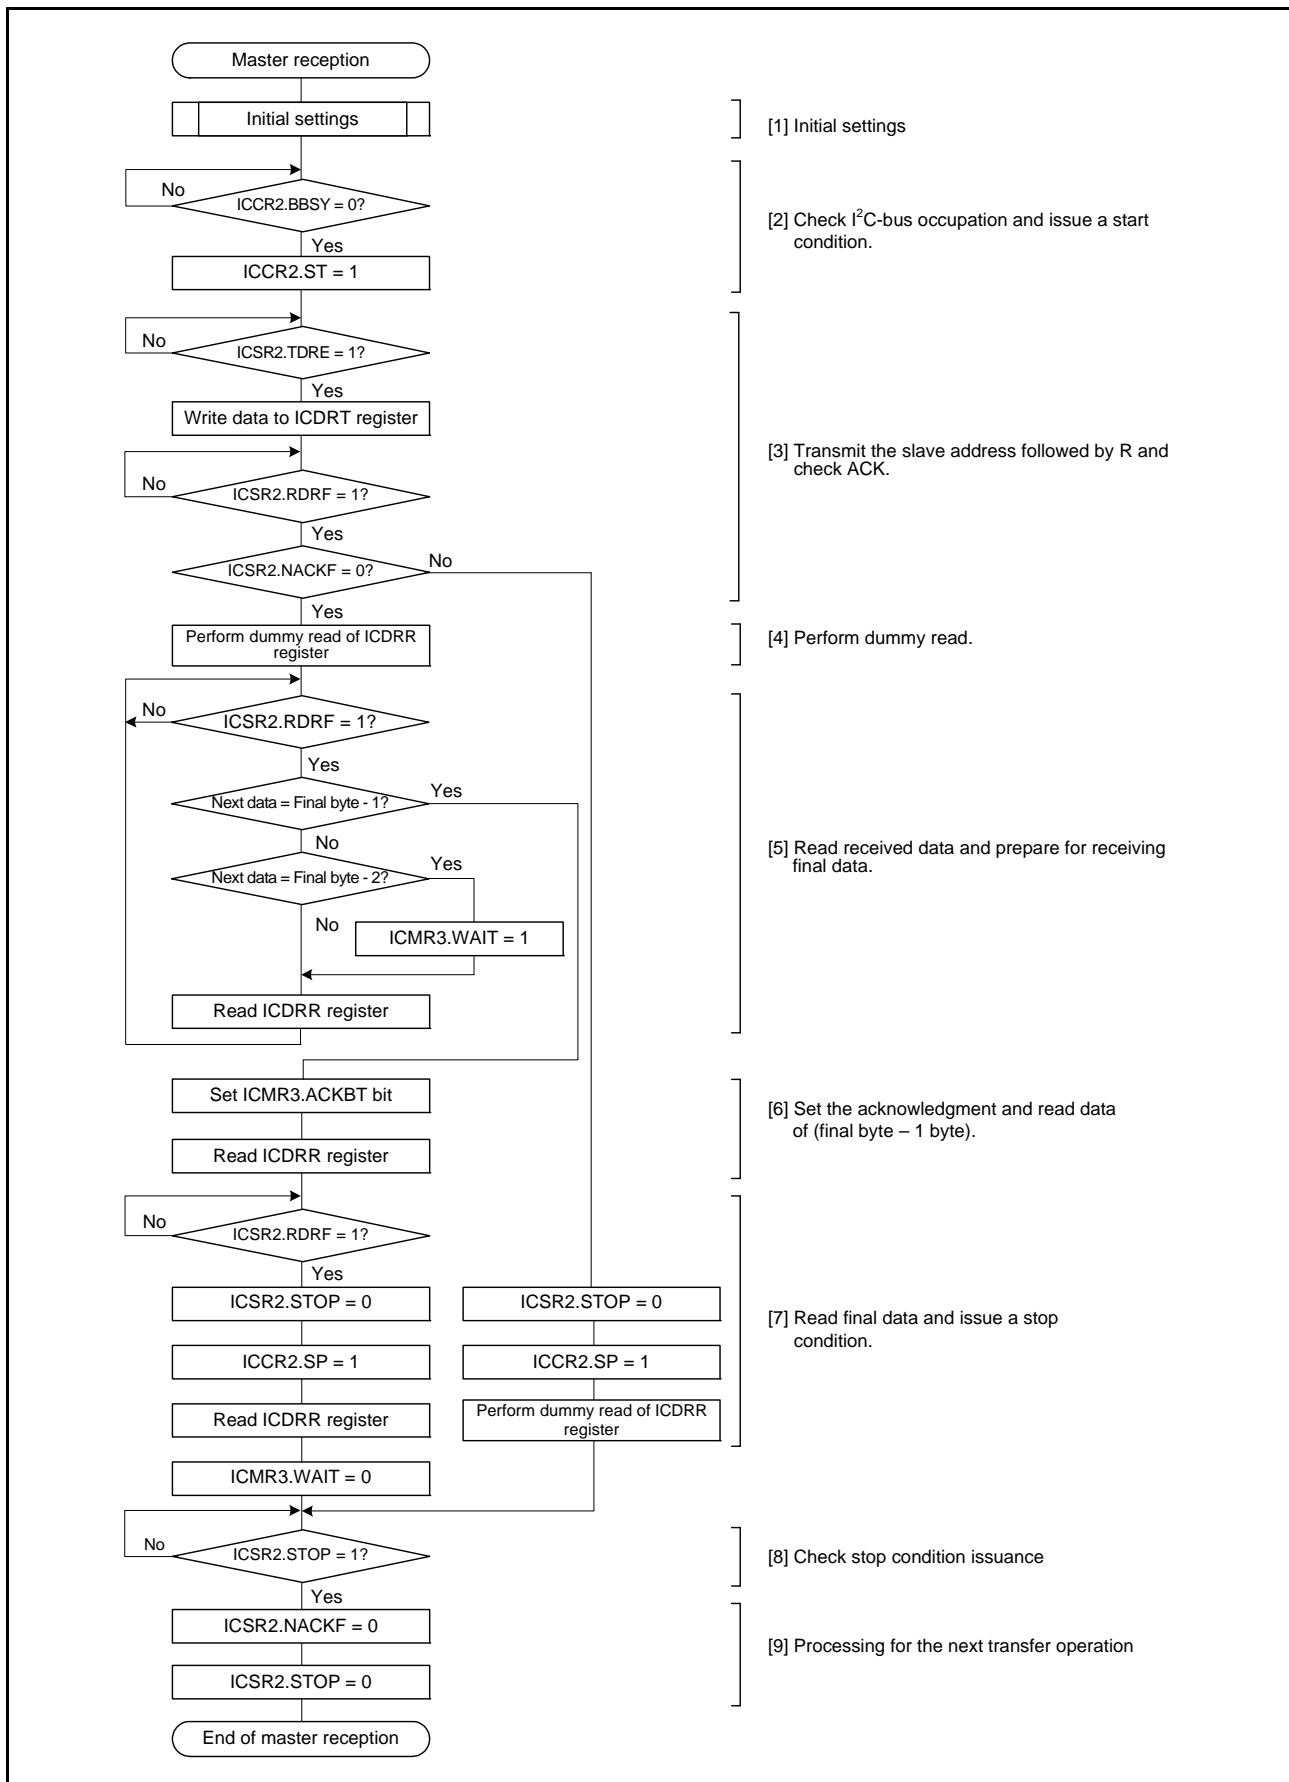 Master reception
Initial settings
[1] Initial settings
No
ICCR2.BBSY = 0?
Yes
ICCR2.ST = 1
[2] Check I²C-bus occupation and issue a start
condition.
No
ICSR2.TDRE = 1?
Yes
Write data to ICDRT register
No
ICSR2.RDRF = 1?
Yes
ICSR2.NACKF = 0?
No
Yes
[3] Transmit the slave address followed by R and
check ACK.
Perform dummy read of ICDRR
register
[4] Perform dummy read.
No
ICSR2.RDRF = 1?
Yes
Next data = Final byte - 1?
Yes
No
Next data = Final byte - 2?
Yes
No
ICMR3.WAIT = 1
Read ICDRR register
[5] Read received data and prepare for receiving
final data.
Set ICMR3.ACKBT bit
Read ICDRR register
[6] Set the acknowledgment and read data
of (final byte – 1 byte).
No
ICSR2.RDRF = 1?
Yes
ICSR2.STOP = 0
ICCR2.SP = 1
Read ICDRR register
ICMR3.WAIT = 0
ICSR2.STOP = 0
ICCR2.SP = 1
Perform dummy read of ICDRR
register
[7] Read final data and issue a stop
condition.
No
ICSR2.STOP = 1?
Yes
[8] Check stop condition issuance
ICSR2.NACKF = 0
ICSR2.STOP = 0
[9] Processing for the next transfer operation
End of master reception